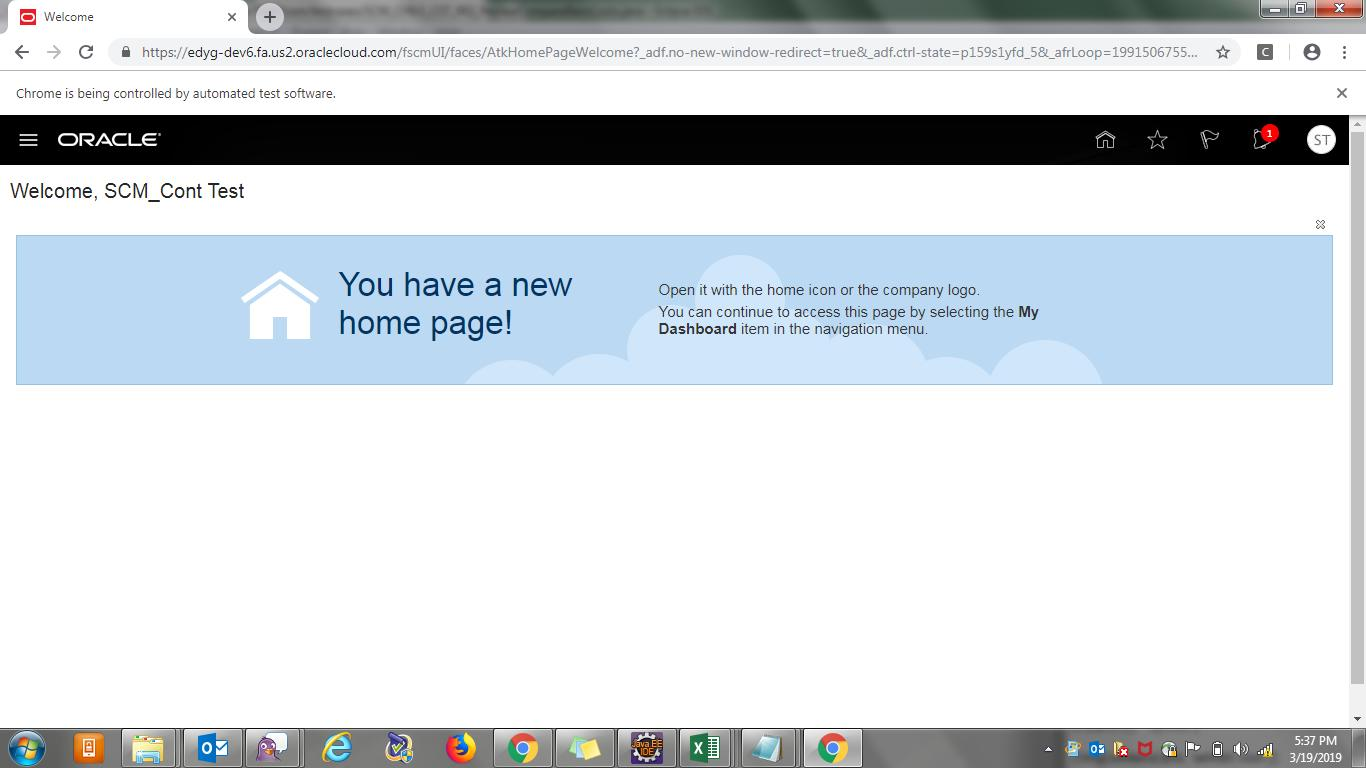 Welcome
https://edyg-dev6.fa.us2.oraclecloud.com/fscmUI/faces/AtkHomePageWelcome?_adf.no-new-window-redirect=true&_adf.ctrl-state=p159s1yfd_5&_afrLoop=1991506755...
C
Chrome is being controlled by automated test software.
ORACLE
1
ST
Welcome, SCM_Cont Test
You have a new
home page!
Open it with the home icon or the company logo.
You can continue to access this page by selecting the My
Dashboard item in the navigation menu.
Java EE
IDE
5:37 PM
3/19/2019